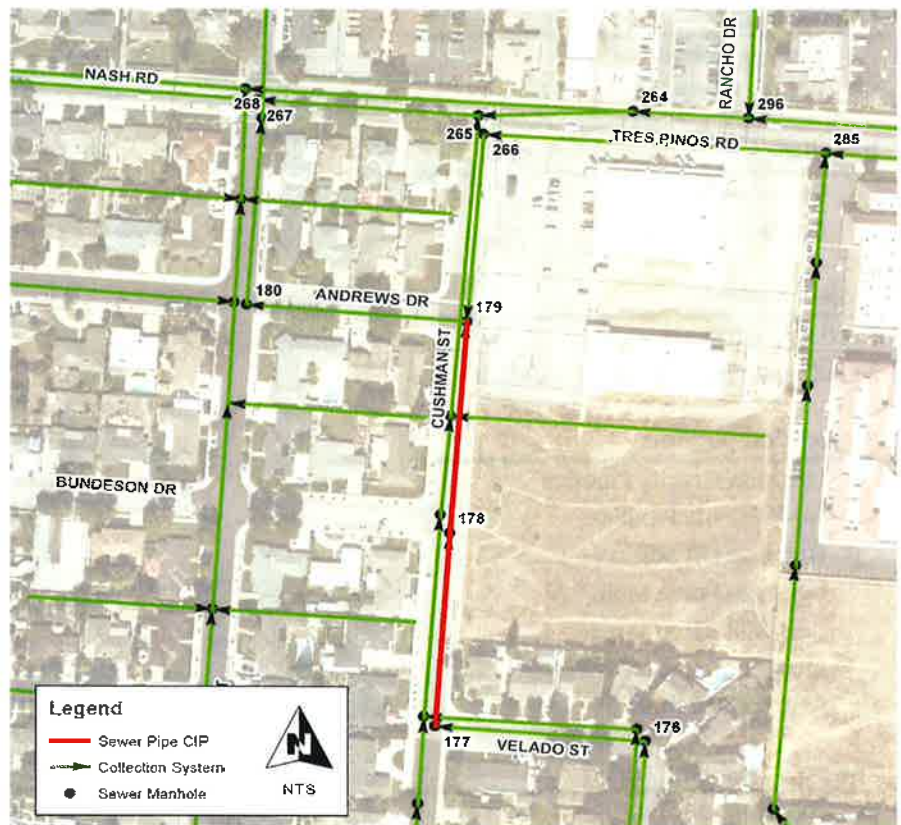 NASH RD
RANCHO DR
268
267
264
296
265
266
TRES PINOS RD
285
180
ANDREWS DR
179
CUSHMAN ST
BUNDESON DR
178
Legend
Sewer Pipe CIP
Collection System
Sewer Manhole
N
NTS
177
VELADO ST
176